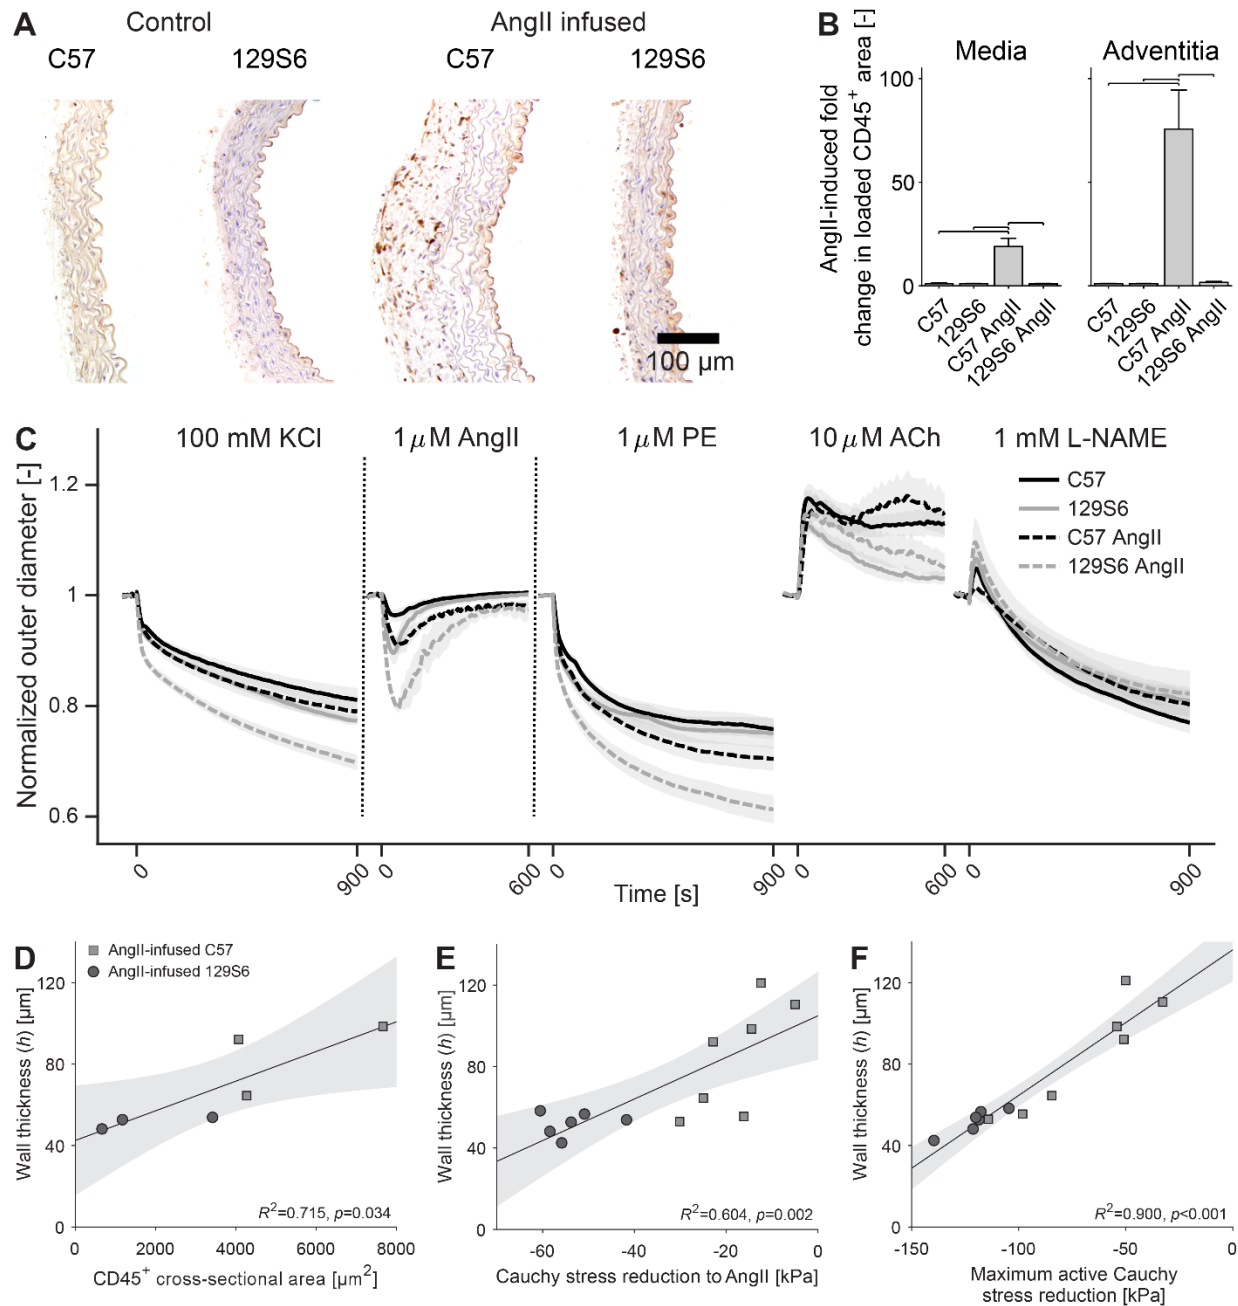 A
Control
AngII infused
C57
129S6
C57
129S6
100 μm
B
Media
Adventitia
AngII-induced fold
change in loaded CD45+ area [-]
100
50
0
C57
129S6
C57 AngII
129S6 AngII
C57
129S6
C57 AngII
129S6 AngII
C
100 mM KCl
1 μM AngII
1 μM PE
10 μM ACh
1 mM L-NAME
C57
129S6
C57 AngII
129S6 AngII
Normalized outer diameter [-]
1.2
1
0.8
0.6
0
900
0
600
0
900
0
600
0
900
Time [s]
D
AngII-infused C57
AngII-infused 129S6
Wall thickness (h) [μm]
120
80
40
0
R2=0.715, p=0.034
0
2000
4000
6000
8000
CD45+ cross-sectional area [μm2]
E
Wall thickness (h) [μm]
120
80
40
0
R2=0.604, p=0.002
-60
-40
-20
0
Cauchy stress reduction to AngII [kPa]
F
Wall thickness (h) [μm]
120
80
40
0
R2=0.900, p<0.001
-150
-100
-50
0
Maximum active Cauchy
stress reduction [kPa]